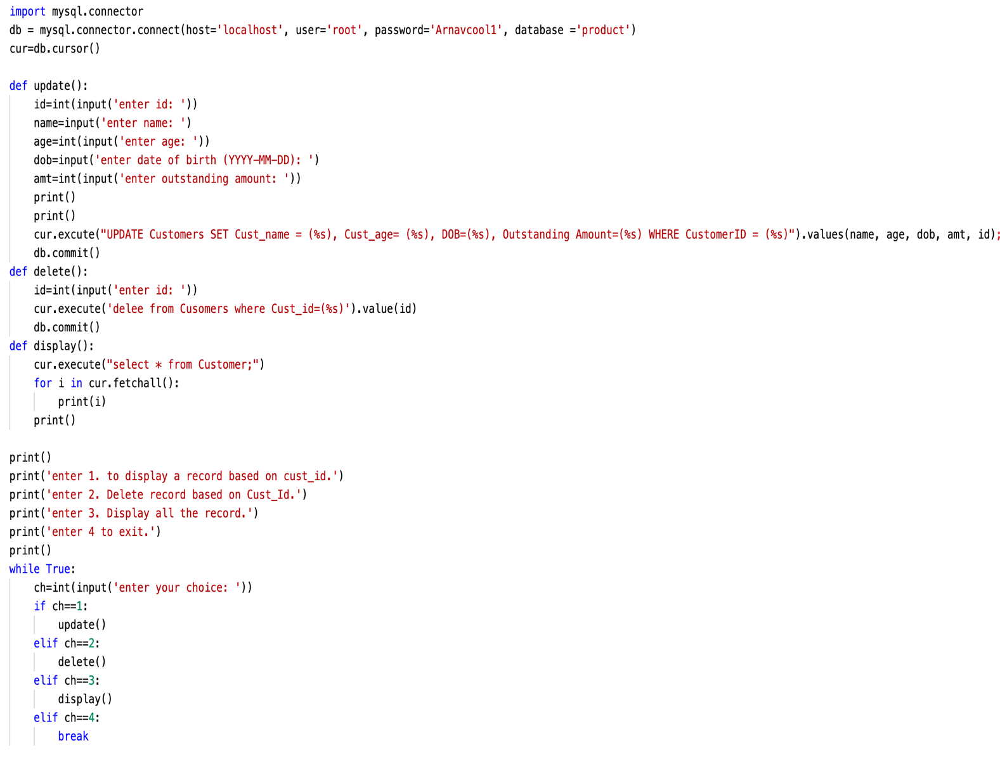 import mysql.connector
db = mysql.connector.connect(host='localhost', user='root', password='Arnavcool1', database ='product')
cur=db.cursor()
def update():
id=int(input('enter id: '))
name=input('enter name: ')
age=int(input('enter age: '))
dob=input('enter date of birth (YYYY-MM-DD): ')
amt=int(input('enter outstanding amount: '))
print()
print()
cur.excute("UPDATE Customers SET Cust_name = (%s), Cust_age= (%s), DOB=(%s), Outstanding Amount=(%s) WHERE CustomerID = (%s)").values(name, age, dob, amt, id);
db.commit()
def delete():
id=int(input('enter id: '))
cur.execute('delee from Cusomers where Cust_id=(%s)').value(id)
db.commit()
def display():
cur.execute("select * from Customer;")
for i in cur.fetchall():
print(i)
print()
print()
print('enter 1. to display a record based on cust_id.')
print('enter 2. Delete record based on Cust_Id.')
print('enter 3. Display all the record.')
print('enter 4 to exit.')
print()
while True:
ch=int(input('enter your choice: '))
if ch==1:
update()
elif ch==2:
delete()
elif ch==3:
display()
elif ch==4:
break